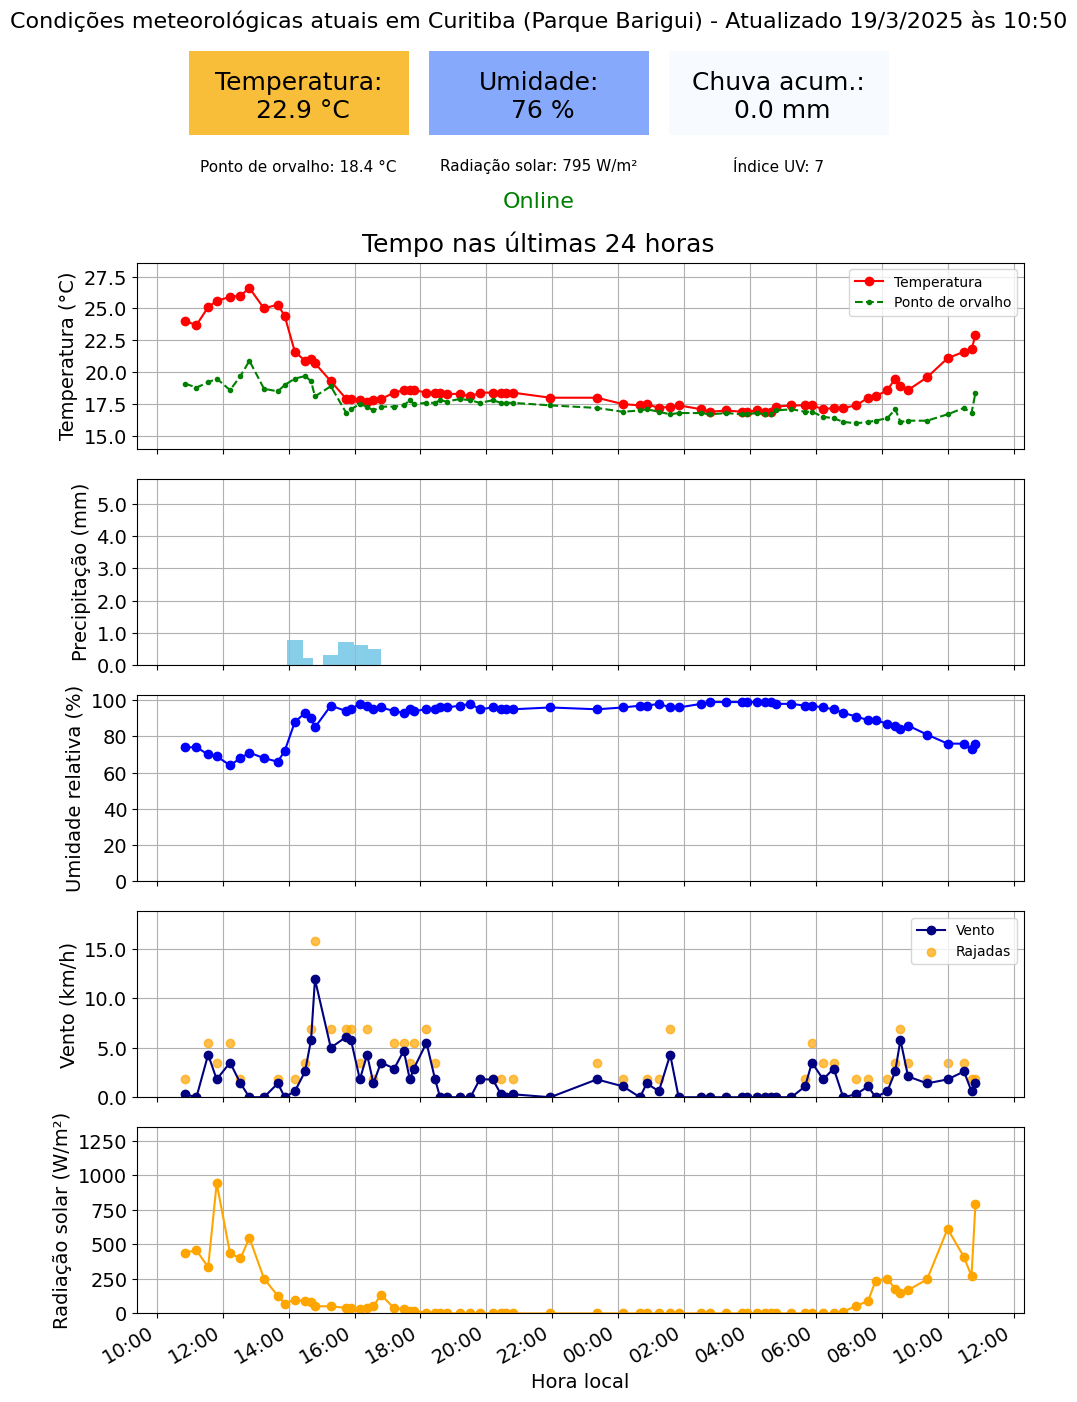 Condições meteorológicas atuais em Curitiba (Parque Barigui) - Atualizado 19/3/2025 às 10:50
Temperatura:
22.9 °C
Umidade:
76 %
Chuva acum.:
0.0 mm
Ponto de orvalho: 18.4 °C
Radiação solar: 795 W/m²
Índice UV: 7
Online
Tempo nas últimas 24 horas
Temperatura (°C)
27.5
25.0
22.5
20.0
17.5
15.0
Temperatura
Ponto de orvalho
Precipitação (mm)
5.0
4.0
3.0
2.0
1.0
0.0
Umidade relativa (%)
100
80
60
40
20
0
Vento (km/h)
15.0
10.0
5.0
0.0
Vento
Rajadas
Radiação solar (W/m²)
1250
1000
750
500
250
0
10:00
12:00
14:00
16:00
18:00
20:00
22:00
00:00
02:00
04:00
06:00
08:00
10:00
12:00
Hora local